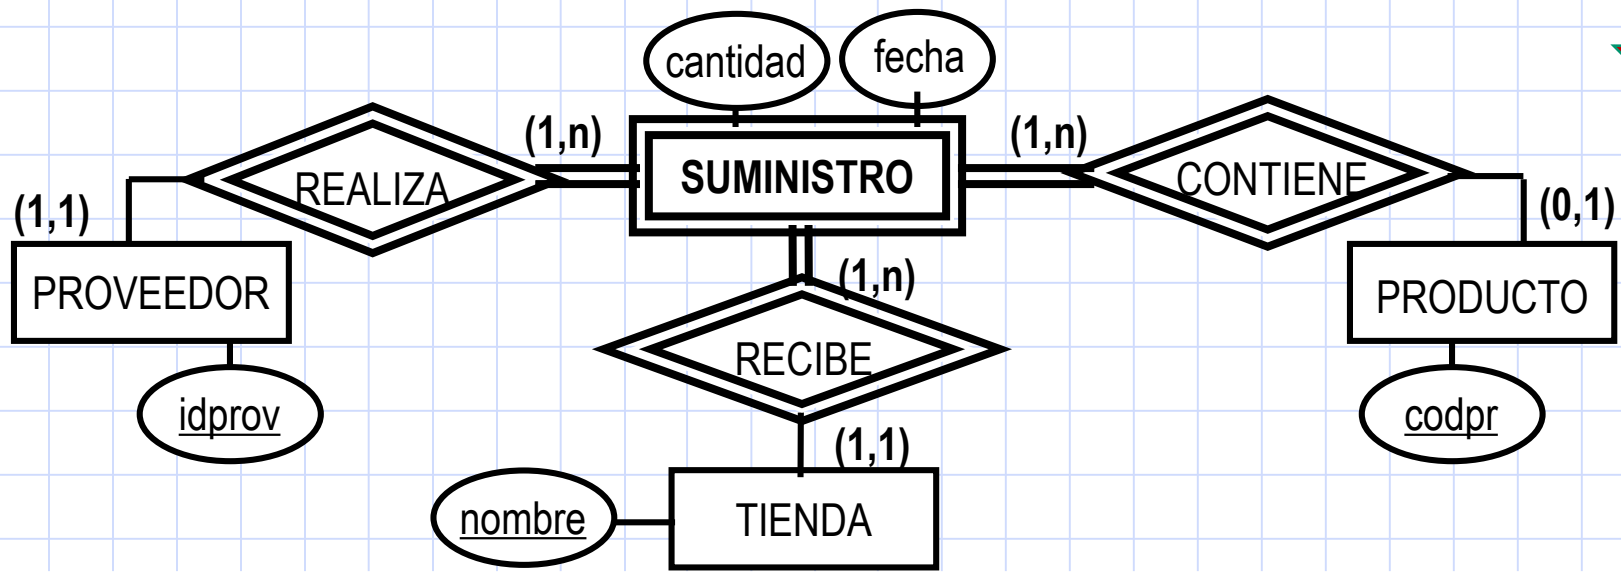 cantidad
fecha
(1,n)
(1,n)
REALIZA
SUMINISTRO
CONTIENE
(1,1)
(0,1)
PROVEEDOR
(1,n)
PRODUCTO
RECIBE
idprov
codpr
(1,1)
nombre
TIENDA